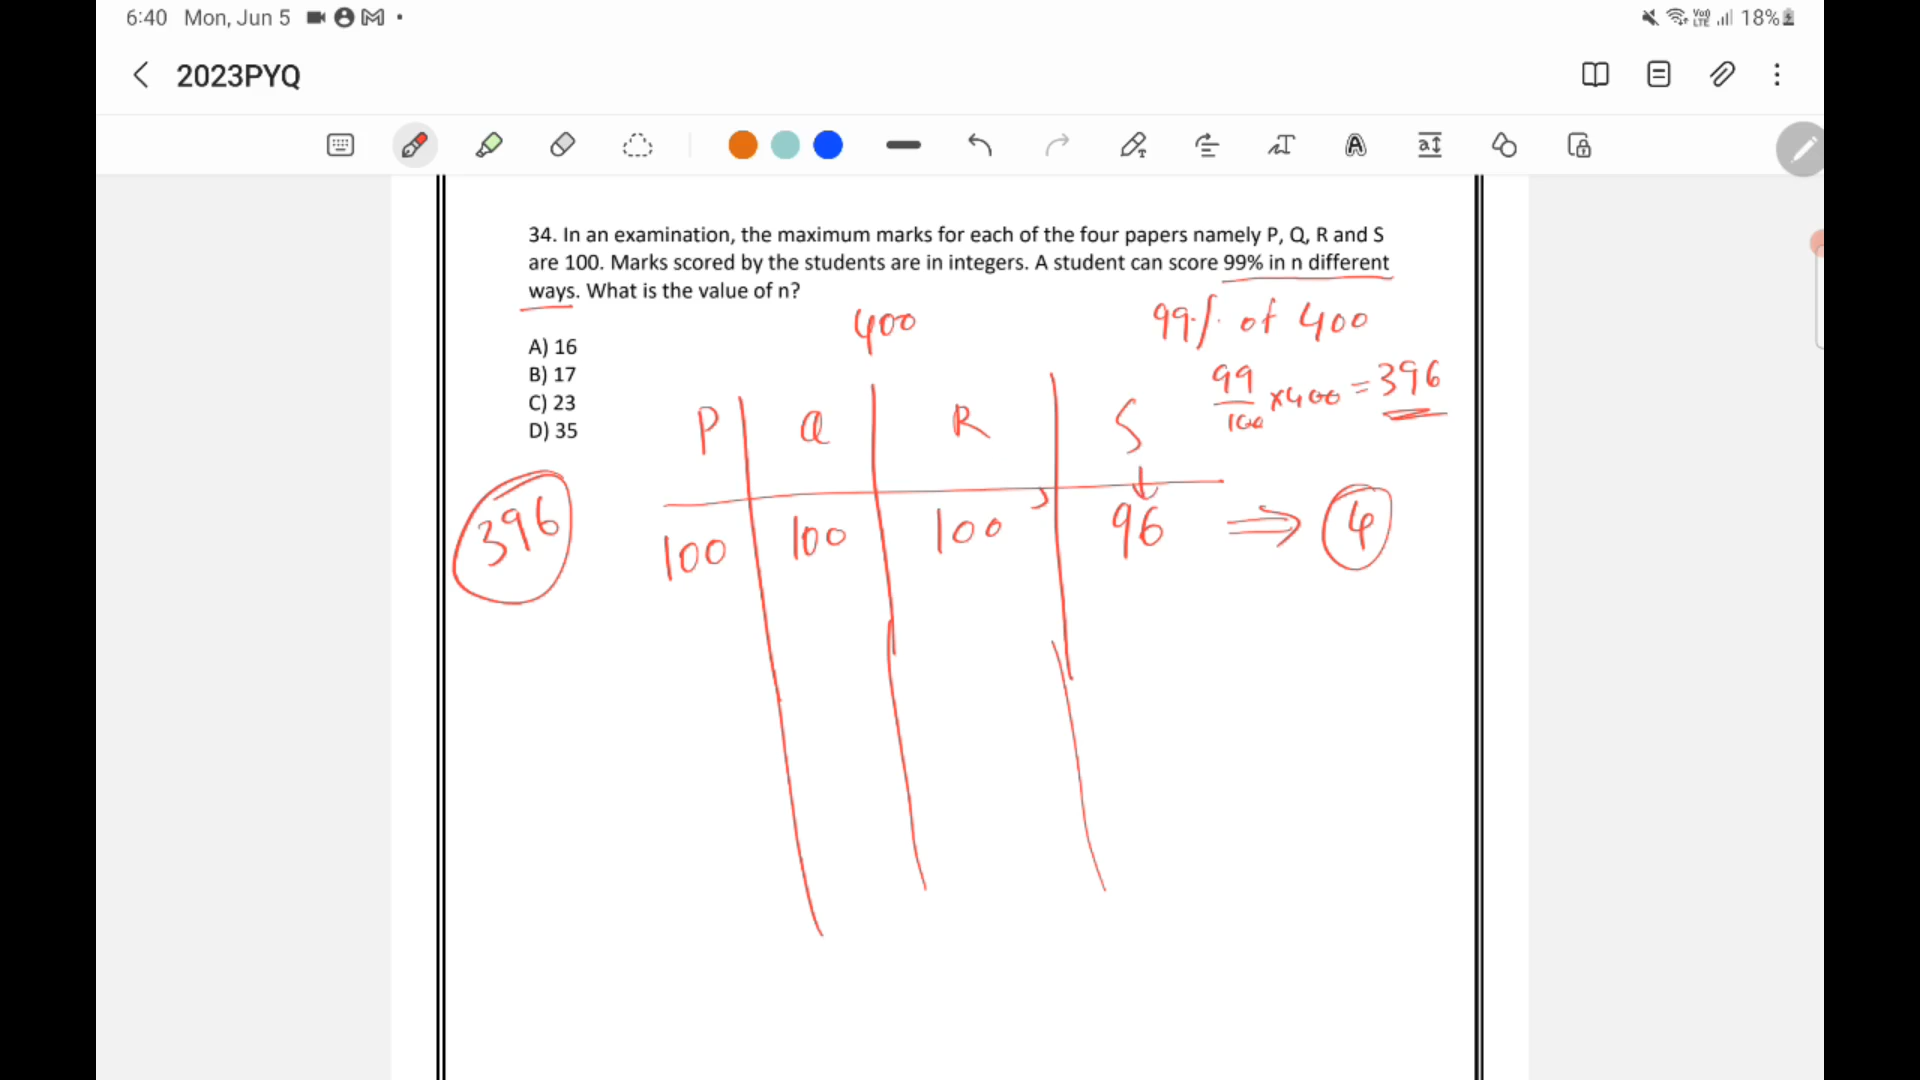 6:40 Mon, Jun 5
18%
2023PYQ
34. In an examination, the maximum marks for each of the four papers namely P, Q, R and S
are 100. Marks scored by the students are in integers. A student can score 99% in n different
ways. What is the value of n?
400
99% of 400
A) 16
B) 17
C) 23
D) 35
99/100 x400 = 396
P Q R S
396
100 100 100 96 ⇒ 4